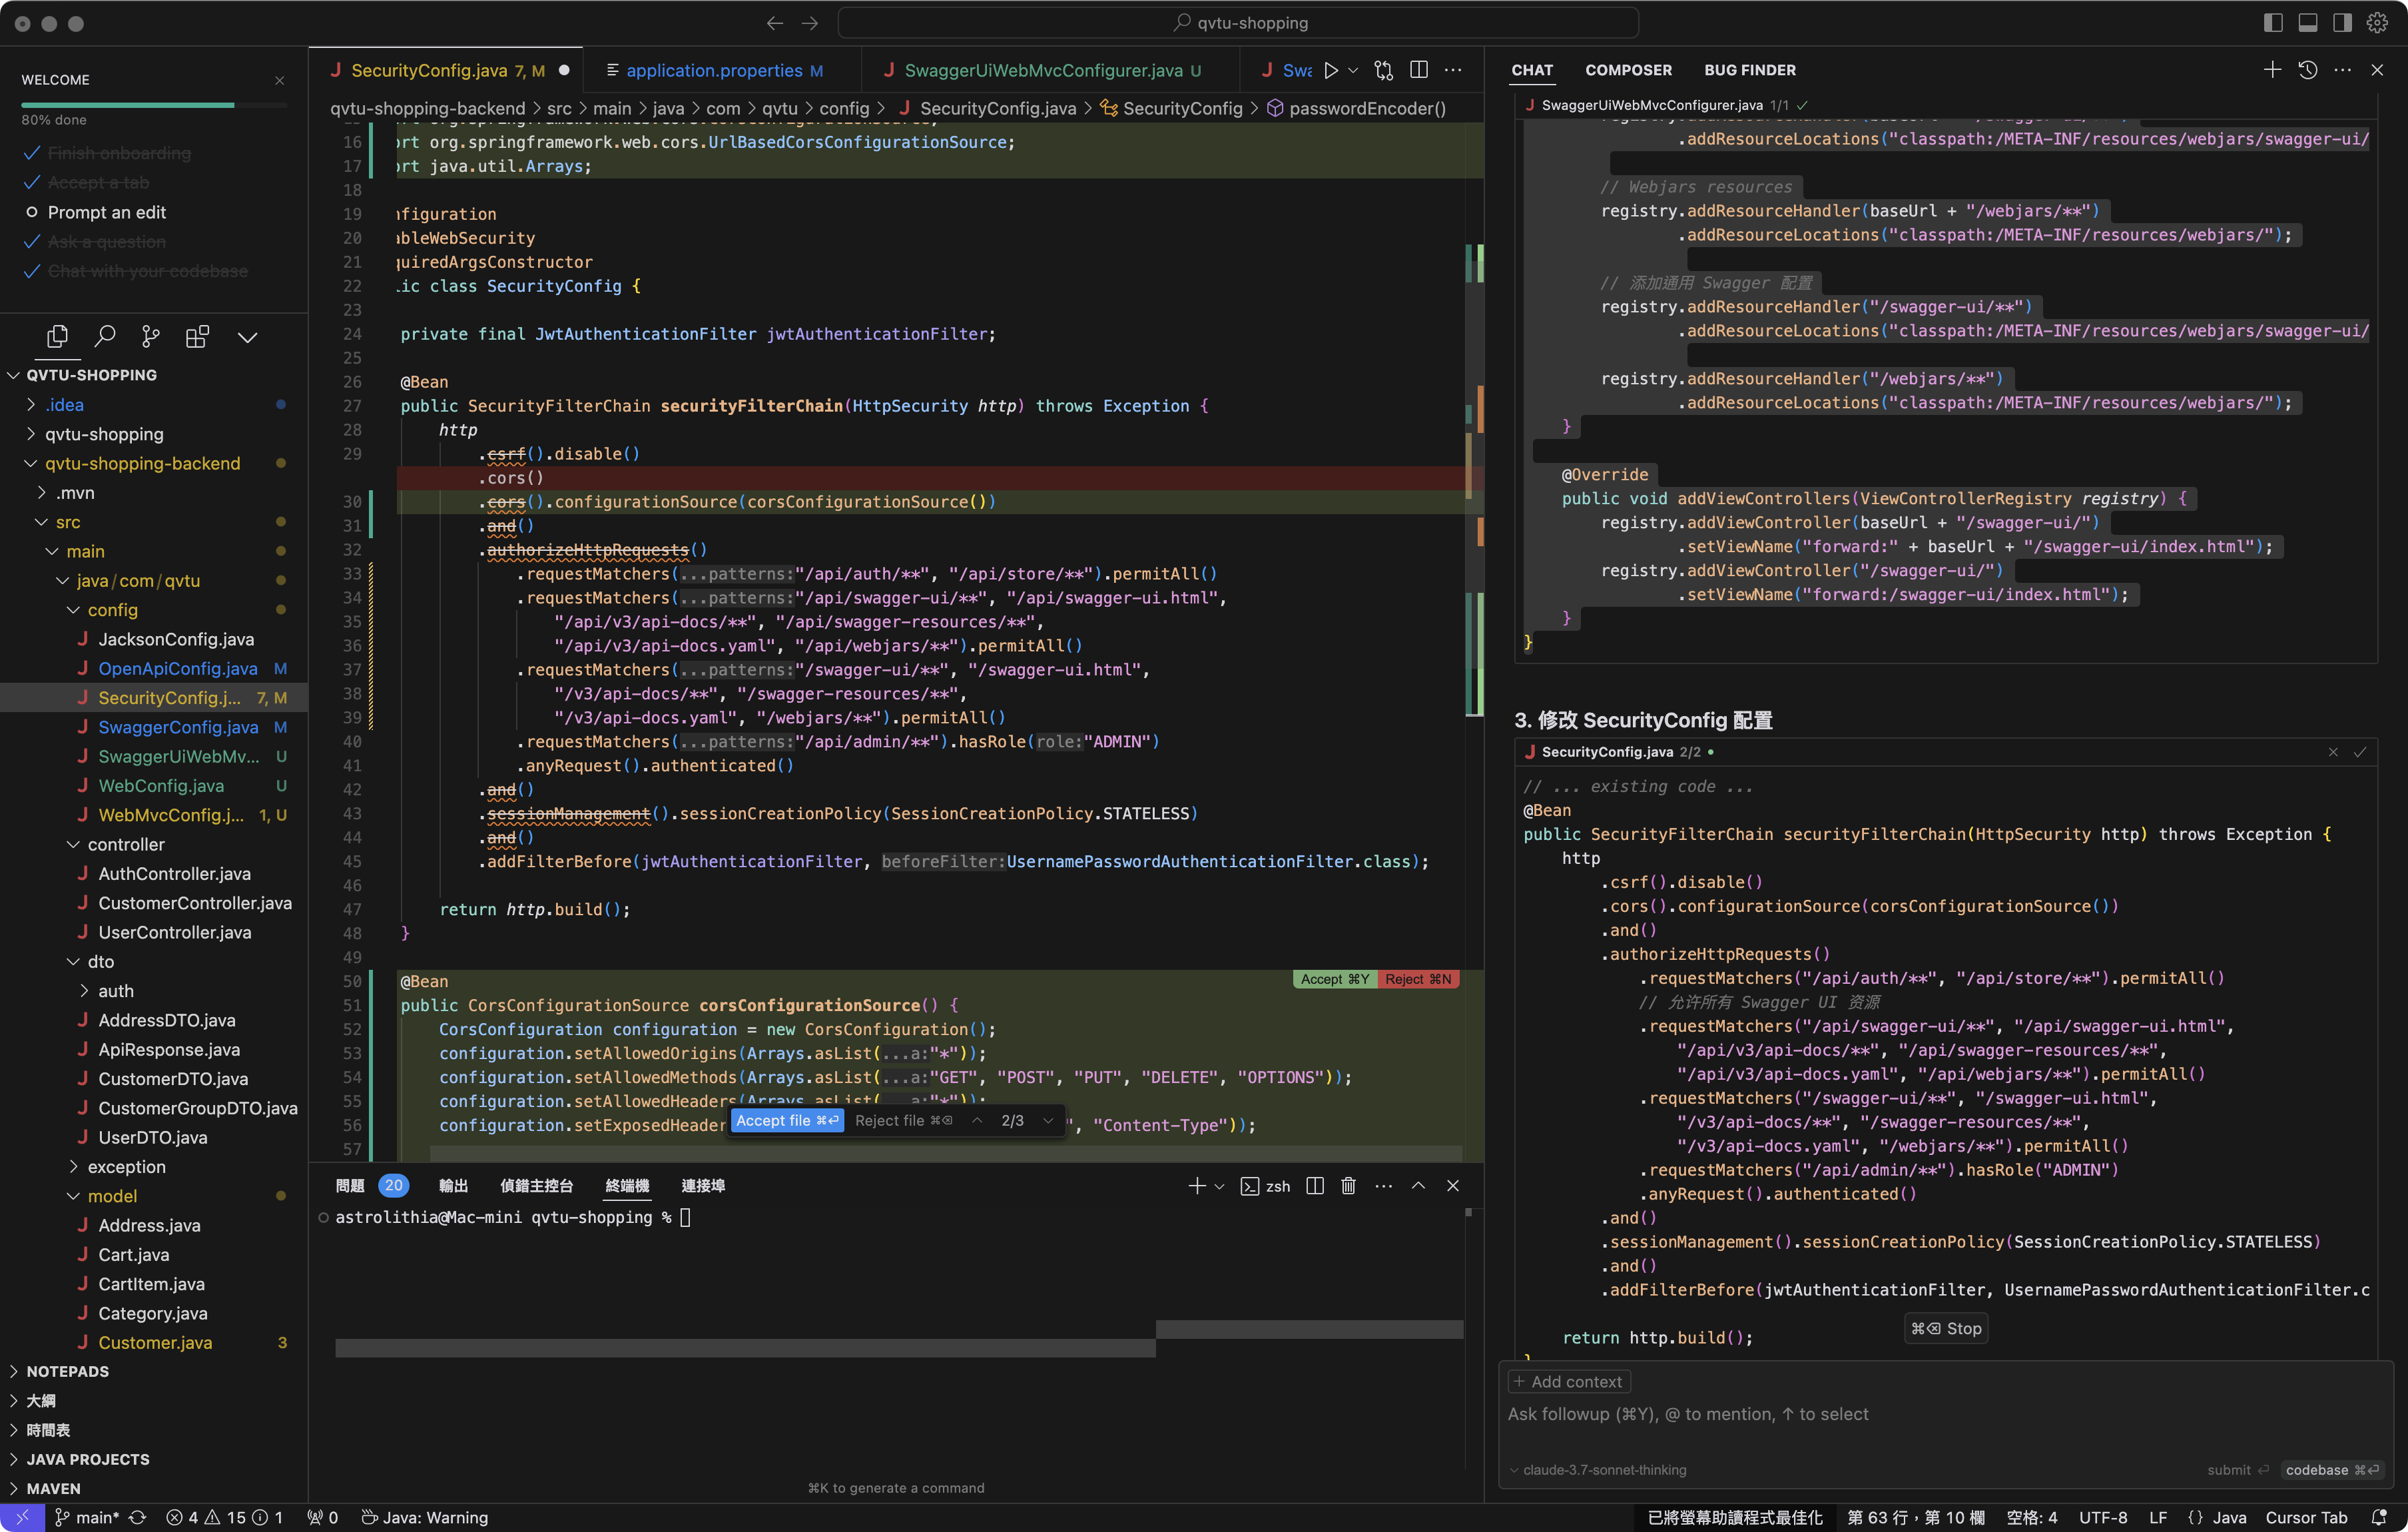 qvtu-shopping
WELCOME
80% done
Finish onboarding
Accept a tab
Prompt an edit
Ask a question
Chat with your codebase
QVTU-SHOPPING
.idea
qvtu-shopping
qvtu-shopping-backend
.mvn
src
main
java/com/qvtu
config
JacksonConfig.java
OpenApiConfig.java M
SecurityConfig.j... 7, M
SwaggerConfig.java M
SwaggerUiWebMv... U
WebConfig.java U
WebMvcConfig.j... 1, U
controller
AuthController.java
CustomerController.java
UserController.java
dto
auth
AddressDTO.java
ApiResponse.java
CustomerDTO.java
CustomerGroupDTO.java
UserDTO.java
exception
model
Address.java
Cart.java
CartItem.java
Category.java
Customer.java 3
NOTEPADS
大綱
時間表
JAVA PROJECTS
MAVEN
SecurityConfig.java 7, M
application.properties M
SwaggerUiWebMvcConfigurer.java U
Swa
qvtu-shopping-backend > src > main > java > com > qvtu > config > SecurityConfig.java > SecurityConfig > passwordEncoder()
16 ort org.springframework.web.cors.UrlBasedCorsConfigurationSource;
17 ort java.util.Arrays;
18
19 nfiguration
20 ableWebSecurity
21 quiredArgsConstructor
22 lic class SecurityConfig {
23
24 private final JwtAuthenticationFilter jwtAuthenticationFilter;
25
26 @Bean
27 public SecurityFilterChain securityFilterChain(HttpSecurity http) throws Exception {
28 http
29 .csrf().disable()
.cors()
30 .cors().configurationSource(corsConfigurationSource())
31 .and()
32 .authorizeHttpRequests()
33 .requestMatchers(...patterns:"/api/auth/**", "/api/store/**").permitAll()
34 .requestMatchers(...patterns:"/api/swagger-ui/**", "/api/swagger-ui.html",
35 "/api/v3/api-docs/**", "/api/swagger-resources/**",
36 "/api/v3/api-docs.yaml", "/api/webjars/**").permitAll()
37 .requestMatchers(...patterns:"/swagger-ui/**", "/swagger-ui.html",
38 "/v3/api-docs/**", "/swagger-resources/**",
39 "/v3/api-docs.yaml", "/webjars/**").permitAll()
40 .requestMatchers(...patterns:"/api/admin/**").hasRole(role:"ADMIN")
41 .anyRequest().authenticated()
42 .and()
43 .sessionManagement().sessionCreationPolicy(SessionCreationPolicy.STATELESS)
44 .and()
45 .addFilterBefore(jwtAuthenticationFilter, beforeFilter:UsernamePasswordAuthenticationFilter.class);
46
47 return http.build();
48 }
49
50 @Bean
Accept ⌘Y Reject ⌘N
51 public CorsConfigurationSource corsConfigurationSource() {
52 CorsConfiguration configuration = new CorsConfiguration();
53 configuration.setAllowedOrigins(Arrays.asList(...a:"*"));
54 configuration.setAllowedMethods(Arrays.asList(...a:"GET", "POST", "PUT", "DELETE", "OPTIONS"));
55 configuration.setAllowedHeaders(Arrays.asList(...a:"*"));
56 configuration.setExposedHeader ", "Content-Type"));
57
Accept file ⌘⏎ Reject file ⌘⌫ 2/3
問題 20 輸出 偵錯主控台 終端機 連接埠
zsh
astrolithia@Mac-mini qvtu-shopping %
⌘K to generate a command
CHAT COMPOSER BUG FINDER
SwaggerUiWebMvcConfigurer.java 1/1
.addResourceLocations("classpath:/META-INF/resources/webjars/swagger-ui/
// Webjars resources
registry.addResourceHandler(baseUrl + "/webjars/**")
.addResourceLocations("classpath:/META-INF/resources/webjars/");
// 添加通用 Swagger 配置
registry.addResourceHandler("/swagger-ui/**")
.addResourceLocations("classpath:/META-INF/resources/webjars/swagger-ui/
registry.addResourceHandler("/webjars/**")
.addResourceLocations("classpath:/META-INF/resources/webjars/");
}
@Override
public void addViewControllers(ViewControllerRegistry registry) {
registry.addViewController(baseUrl + "/swagger-ui/")
.setViewName("forward:" + baseUrl + "/swagger-ui/index.html");
registry.addViewController("/swagger-ui/")
.setViewName("forward:/swagger-ui/index.html");
}
}
3. 修改 SecurityConfig 配置
SecurityConfig.java 2/2
// ... existing code ...
@Bean
public SecurityFilterChain securityFilterChain(HttpSecurity http) throws Exception {
http
.csrf().disable()
.cors().configurationSource(corsConfigurationSource())
.and()
.authorizeHttpRequests()
.requestMatchers("/api/auth/**", "/api/store/**").permitAll()
// 允许所有 Swagger UI 资源
.requestMatchers("/api/swagger-ui/**", "/api/swagger-ui.html",
"/api/v3/api-docs/**", "/api/swagger-resources/**",
"/api/v3/api-docs.yaml", "/api/webjars/**").permitAll()
.requestMatchers("/swagger-ui/**", "/swagger-ui.html",
"/v3/api-docs/**", "/swagger-resources/**",
"/v3/api-docs.yaml", "/webjars/**").permitAll()
.requestMatchers("/api/admin/**").hasRole("ADMIN")
.anyRequest().authenticated()
.and()
.sessionManagement().sessionCreationPolicy(SessionCreationPolicy.STATELESS)
.and()
.addFilterBefore(jwtAuthenticationFilter, UsernamePasswordAuthenticationFilter.c
return http.build();
}
⌘⌫ Stop
+ Add context
Ask followup (⌘Y), @ to mention, ↑ to select
claude-3.7-sonnet-thinking
submit ⏎ codebase ⌘⏎
main* 4 15 1 0 Java: Warning
已將螢幕助讀程式最佳化 第 63 行，第 10 欄 空格: 4 UTF-8 LF {} Java Cursor Tab